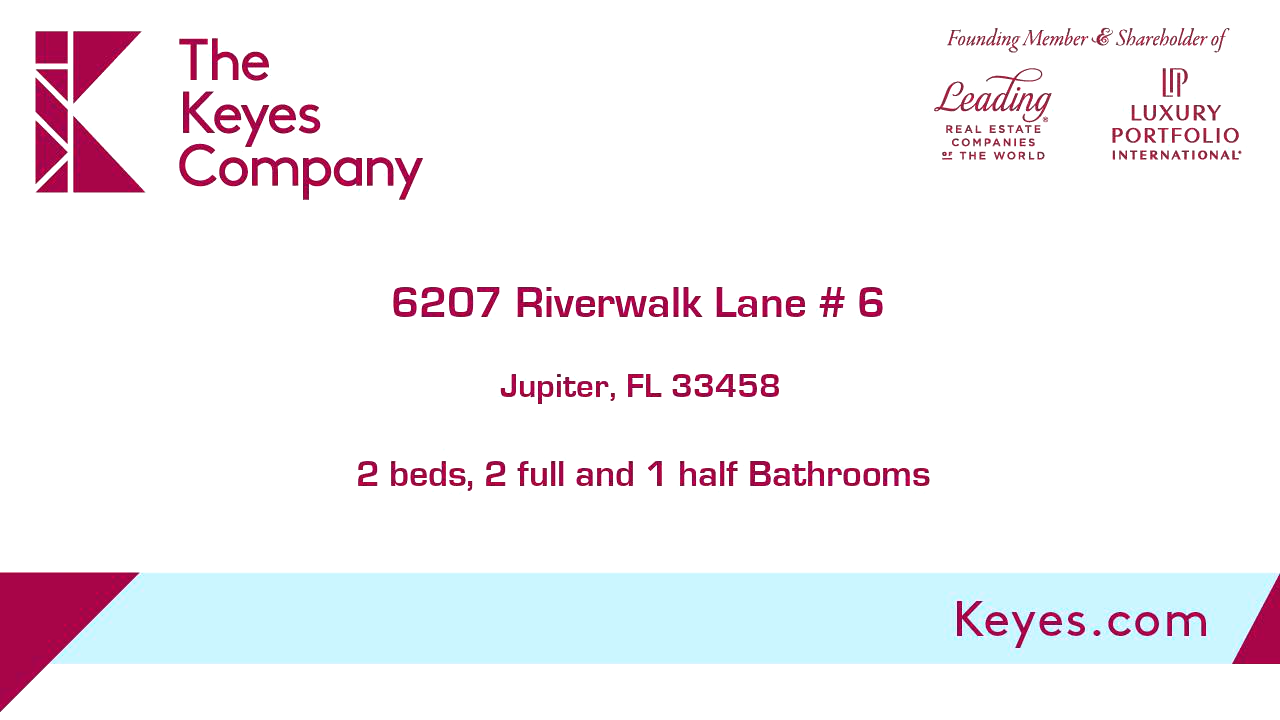 The
Keyes
Company
Founding Member & Shareholder of
Leading®
REAL ESTATE
COMPANIES
OF THE WORLD
LP
LUXURY
PORTFOLIO
INTERNATIONAL®
6207 Riverwalk Lane # 6
Jupiter, FL 33458
2 beds, 2 full and 1 half Bathrooms
Keyes.com